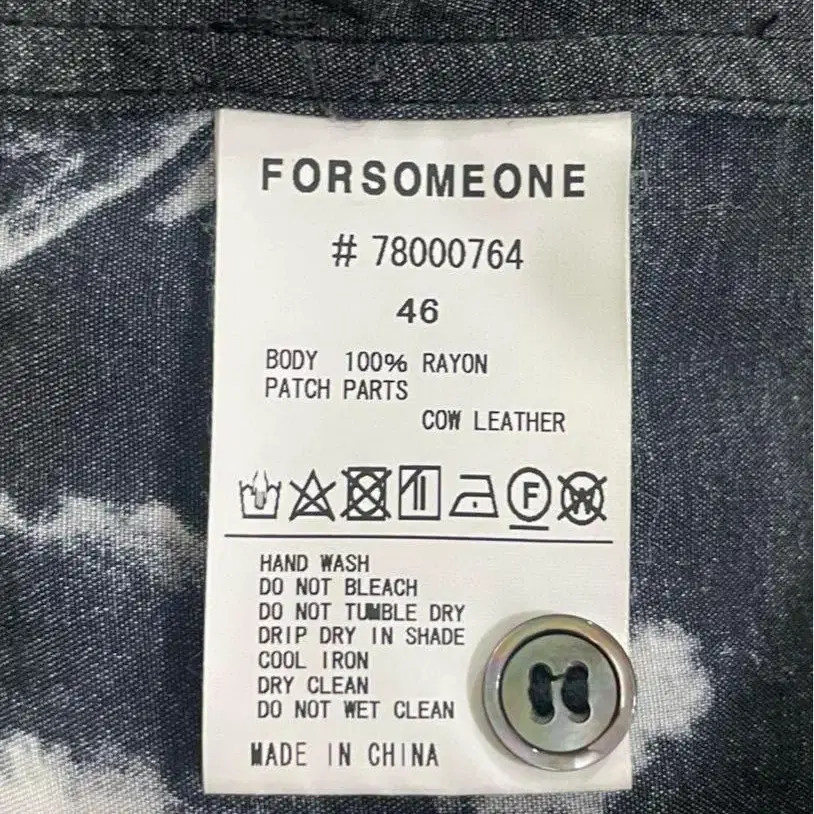 FORSOMEONE
# 78000764
46
BODY 100% RAYON
PATCH PARTS
COW LEATHER
F W
HAND WASH
DO NOT BLEACH
DO NOT TUMBLE DRY
DRIP DRY IN SHADE
COOL IRON
DRY CLEAN
DO NOT WET CLEAN
MADE IN CHINA